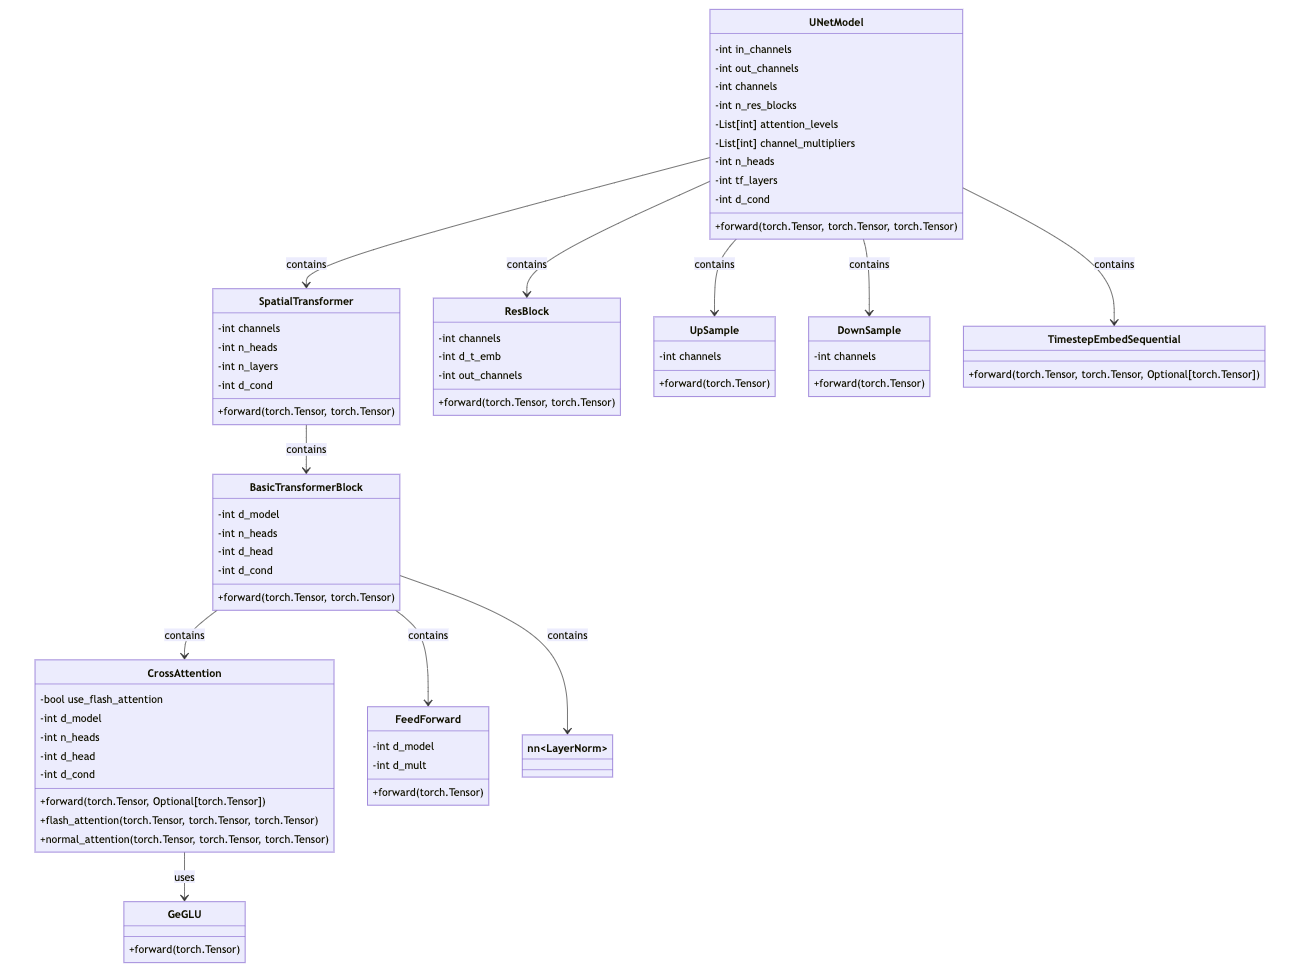 UNetModel
-int in_channels
-int out_channels
-int channels
-int n_res_blocks
-List[int] attention_levels
-List[int] channel_multipliers
-int n_heads
-int tf_layers
-int d_cond
+forward(torch.Tensor, torch.Tensor, torch.Tensor)
contains
contains
contains
contains
contains
SpatialTransformer
-int channels
-int n_heads
-int n_layers
-int d_cond
+forward(torch.Tensor, torch.Tensor)
ResBlock
-int channels
-int d_t_emb
-int out_channels
+forward(torch.Tensor, torch.Tensor)
UpSample
-int channels
+forward(torch.Tensor)
DownSample
-int channels
+forward(torch.Tensor)
TimestepEmbedSequential
+forward(torch.Tensor, torch.Tensor, Optional[torch.Tensor])
contains
BasicTransformerBlock
-int d_model
-int n_heads
-int d_head
-int d_cond
+forward(torch.Tensor, torch.Tensor)
contains
contains
contains
CrossAttention
-bool use_flash_attention
-int d_model
-int n_heads
-int d_head
-int d_cond
+forward(torch.Tensor, Optional[torch.Tensor])
+flash_attention(torch.Tensor, torch.Tensor, torch.Tensor)
+normal_attention(torch.Tensor, torch.Tensor, torch.Tensor)
FeedForward
-int d_model
-int d_mult
+forward(torch.Tensor)
nn<LayerNorm>
uses
GeGLU
+forward(torch.Tensor)